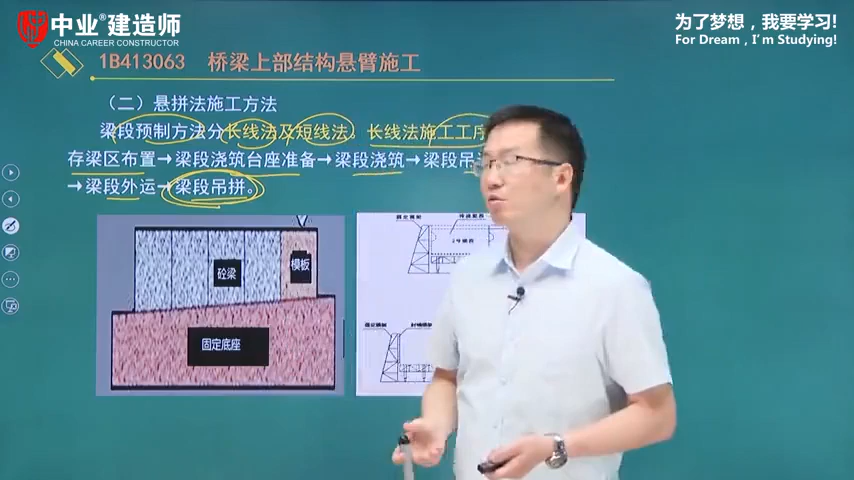 中业®建造师
CHINA CAREER CONSTRUCTOR
为了梦想，我要学习!
For Dream，I'm Studying!
1B413063 桥梁上部结构悬臂施工
（二）悬拼法施工方法
梁段预制方法分长线法及短线法。长线法施工工序
存梁区布置→梁段浇筑台座准备→梁段浇筑→梁段吊
→梁段外运→梁段吊拼。
砼梁
模板
固定底座